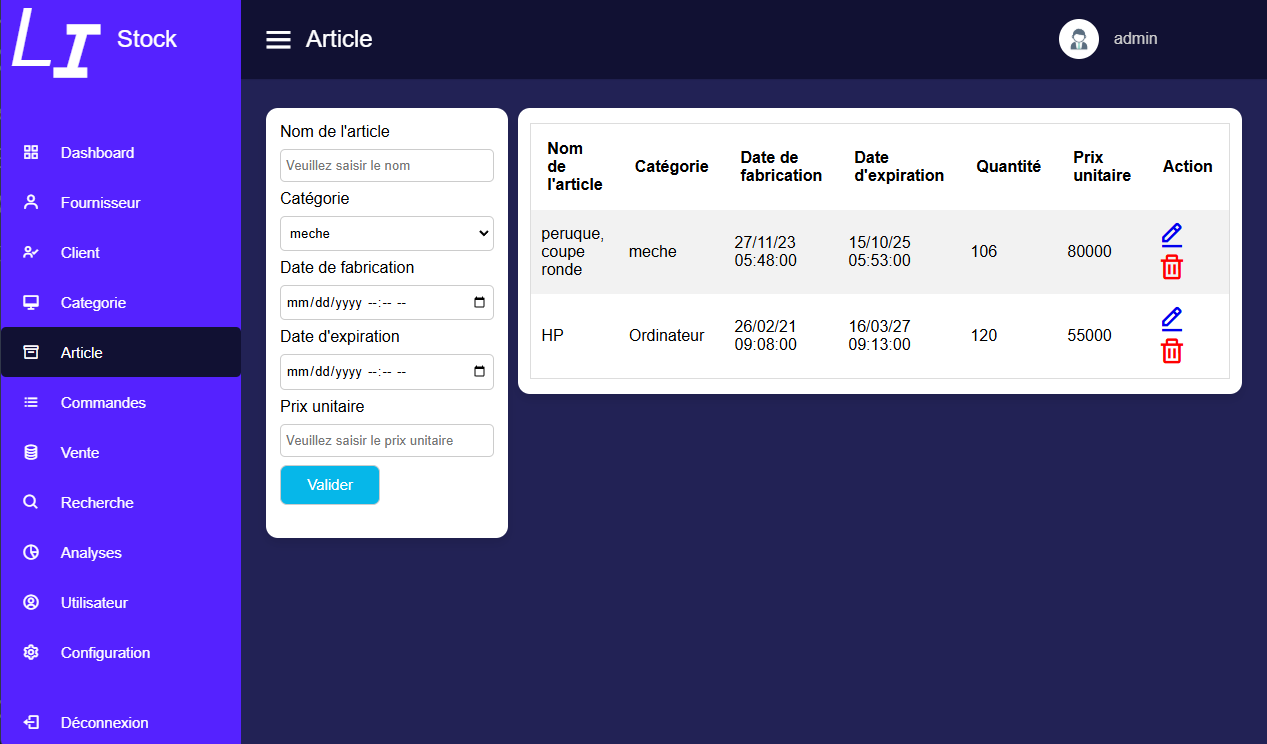 LI Stock
Dashboard
Fournisseur
Client
Categorie
Article
Commandes
Vente
Recherche
Analyses
Utilisateur
Configuration
Déconnexion
Article
admin
Nom de l'article
Veuillez saisir le nom
Catégorie
meche
Date de fabrication
mm/dd/yyyy --:-- --
Date d'expiration
mm/dd/yyyy --:-- --
Prix unitaire
Veuillez saisir le prix unitaire
Valider
Nom
de
l'article
Catégorie
Date de
fabrication
Date
d'expiration
Quantité
Prix
unitaire
Action
peruque,
coupe
ronde
meche
27/11/23
05:48:00
15/10/25
05:53:00
106
80000
HP
Ordinateur
26/02/21
09:08:00
16/03/27
09:13:00
120
55000